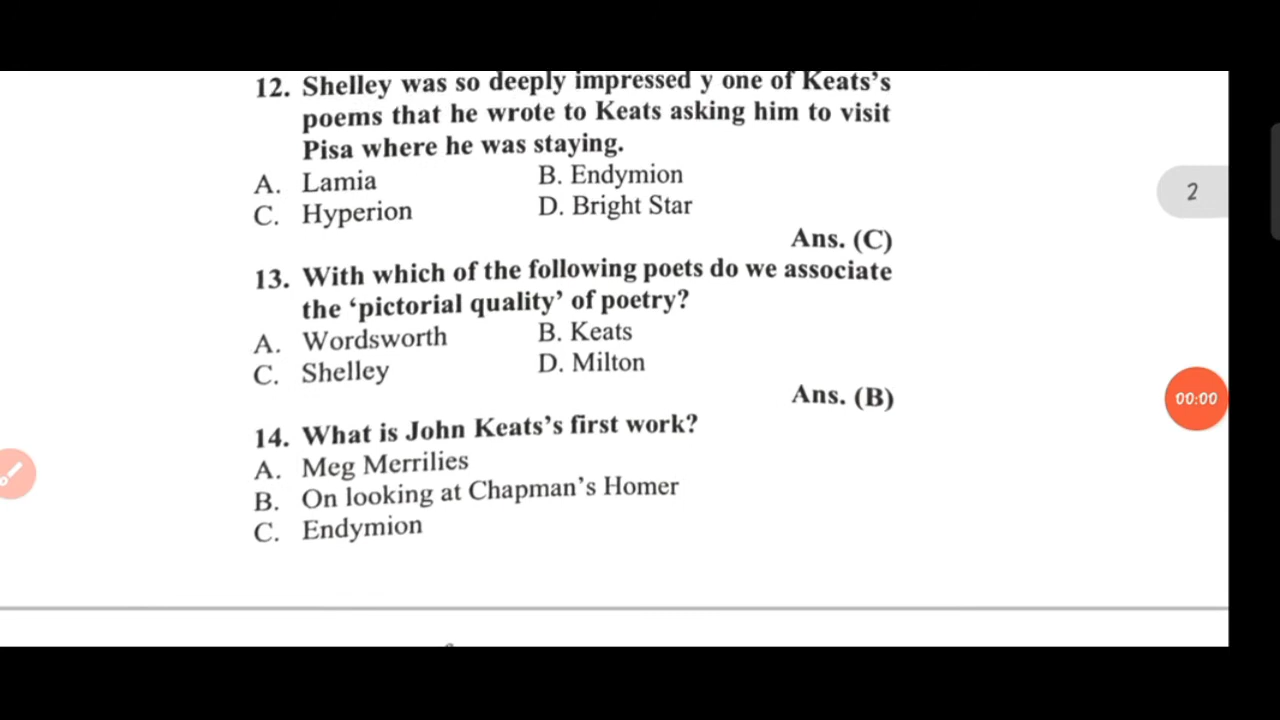 12. Shelley was so deeply impressed y one of Keats's
poems that he wrote to Keats asking him to visit
Pisa where he was staying.
A. Lamia B. Endymion
C. Hyperion D. Bright Star
Ans. (C)
13. With which of the following poets do we associate
the ‘pictorial quality’ of poetry?
A. Wordsworth B. Keats
C. Shelley D. Milton
Ans. (B)
14. What is John Keats's first work?
A. Meg Merrilies
B. On looking at Chapman's Homer
C. Endymion
2
00:00